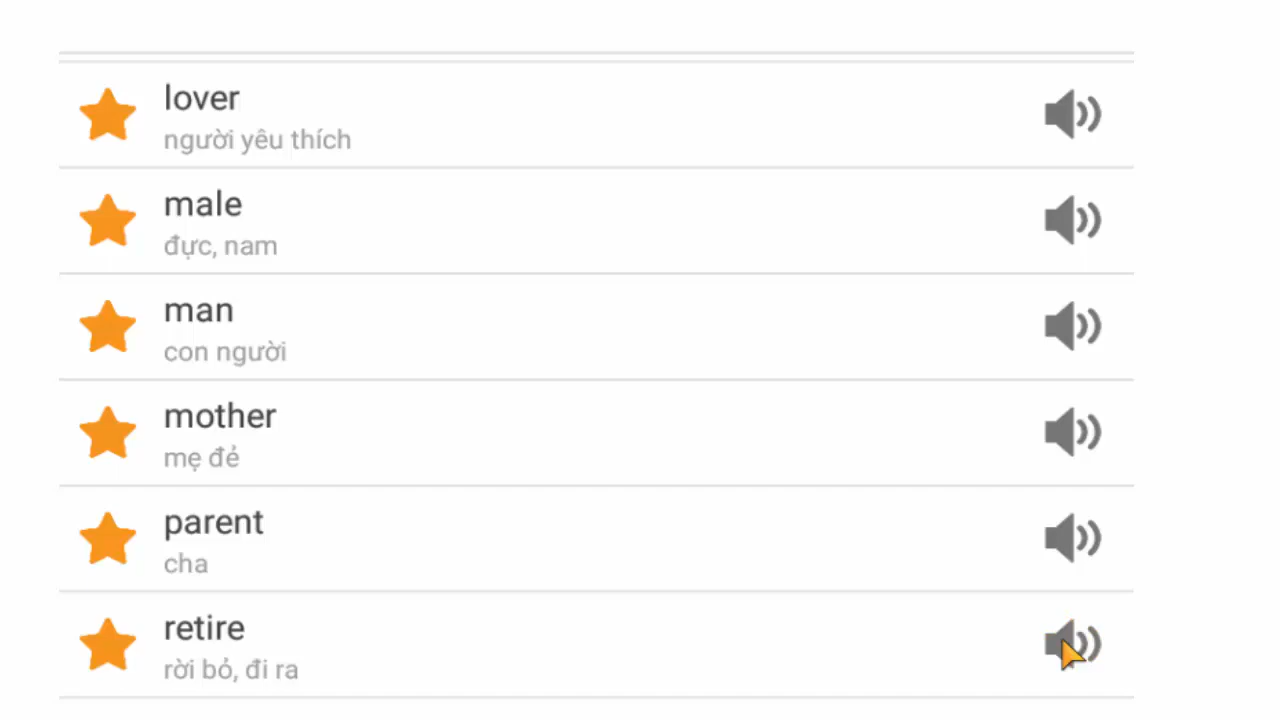 lover
người yêu thích
male
đực, nam
man
con người
mother
mẹ đẻ
parent
cha
retire
rời bỏ, đi ra